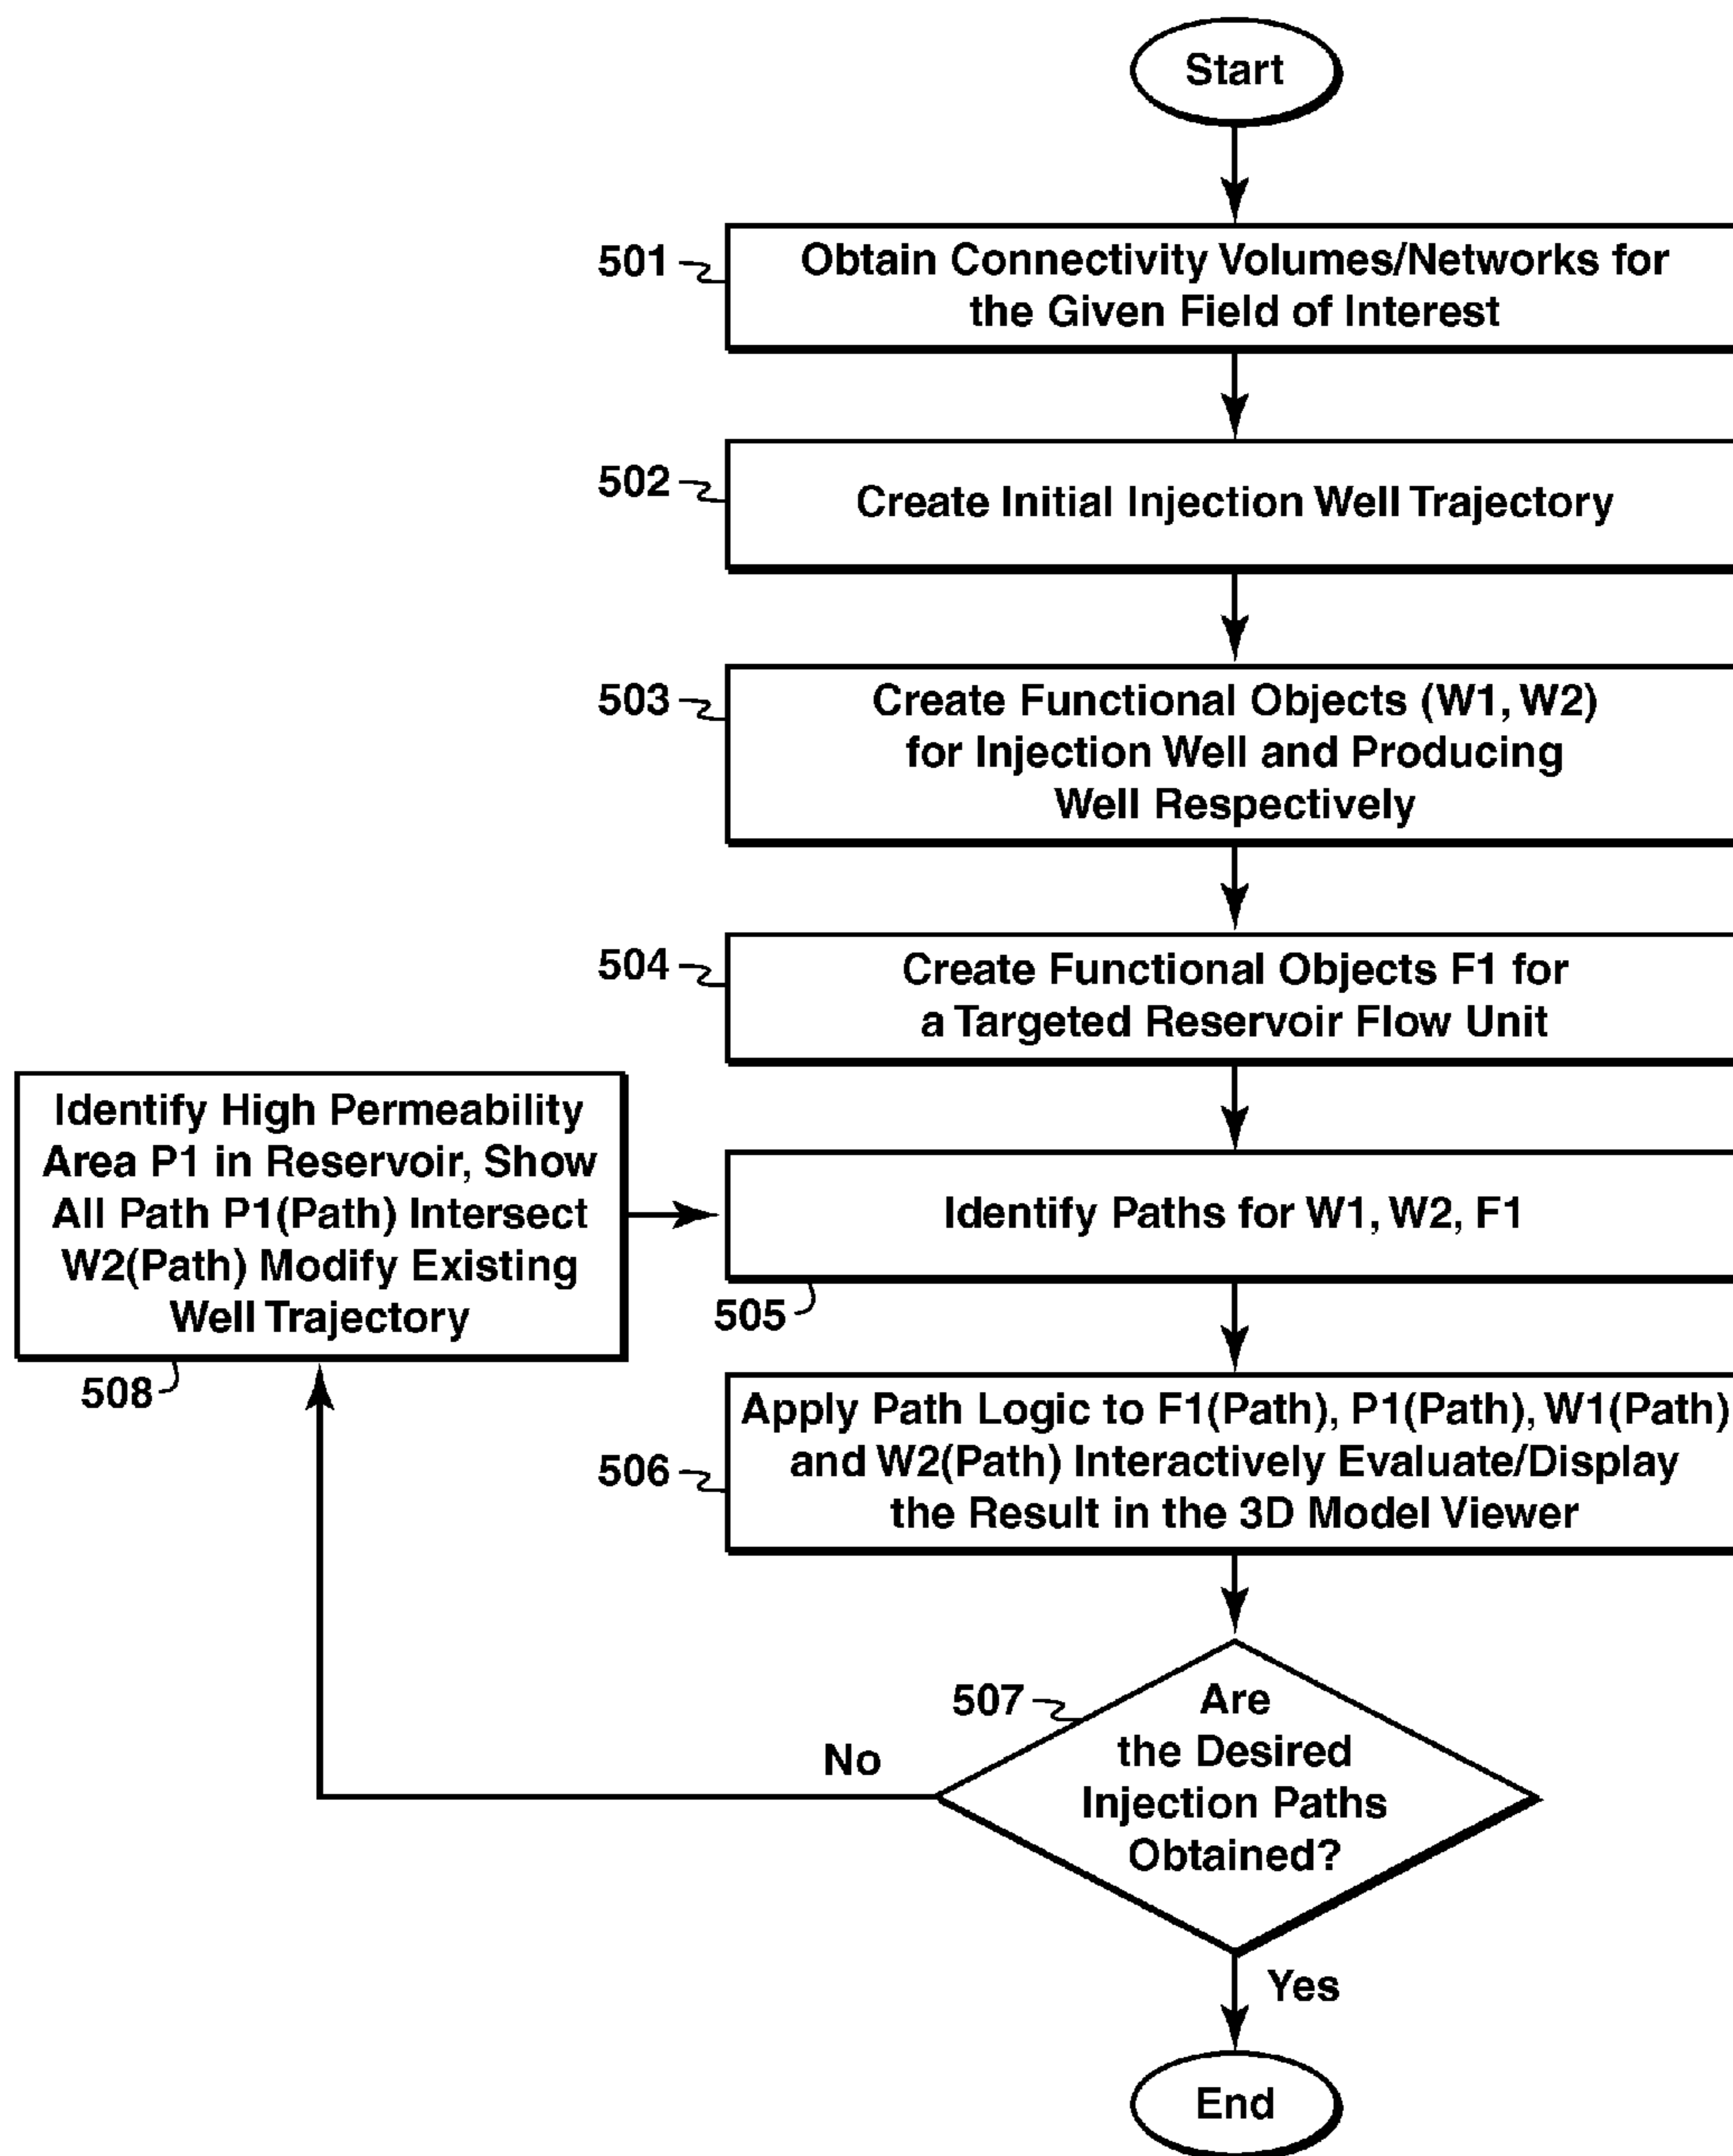 Start
501
Obtain Connectivity Volumes/Networks for
the Given Field of Interest
502
Create Initial Injection Well Trajectory
503
Create Functional Objects (W1, W2)
for Injection Well and Producing
Well Respectively
504
Create Functional Objects F1 for
a Targeted Reservoir Flow Unit
Identify High Permeability
Area P1 in Reservoir, Show
All Path P1(Path) Intersect
W2(Path) Modify Existing
Well Trajectory
508
Identify Paths for W1, W2, F1
505
506
Apply Path Logic to F1(Path), P1(Path), W1(Path)
and W2(Path) Interactively Evaluate/Display
the Result in the 3D Model Viewer
507
Are
the Desired
Injection Paths
Obtained?
No
Yes
End